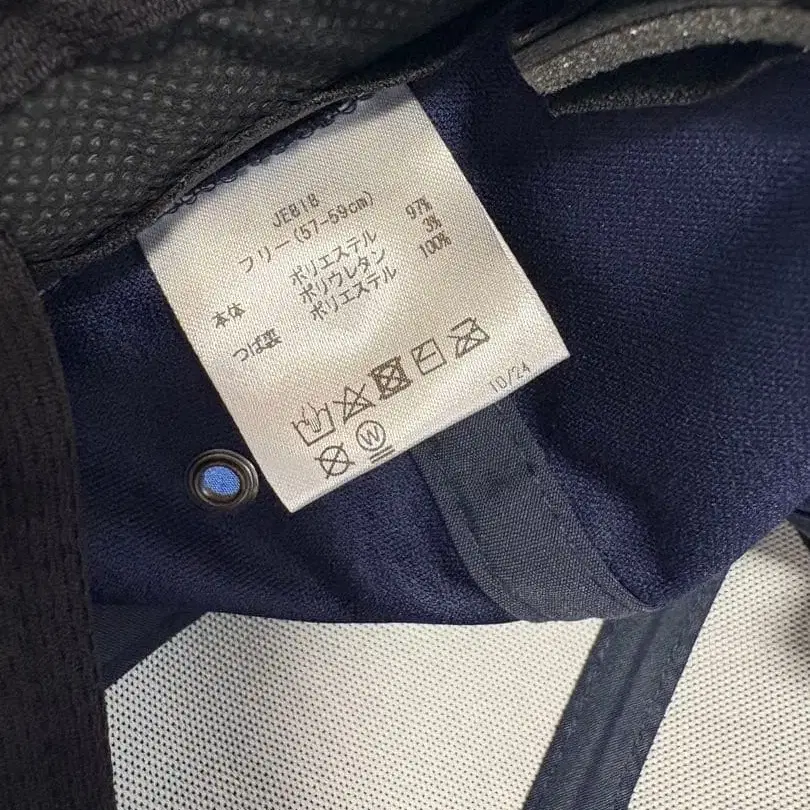 JE818
フリー(57-59cm)
本体 ポリエステル 97%
ポリウレタン 3%
つば裏 ポリエステル 100%
W
10/24